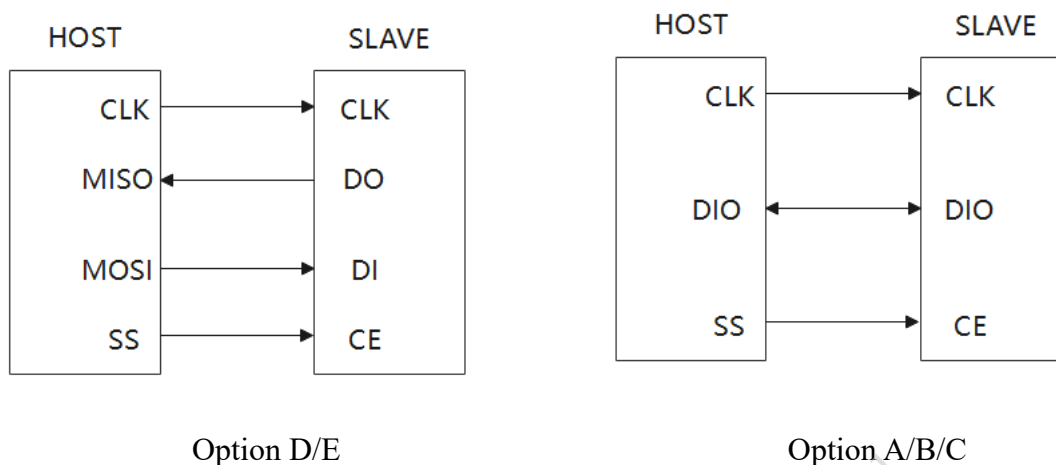 HOST
SLAVE
CLK
CLK
MISO
DO
MOSI
DI
SS
CE
Option D/E
HOST
SLAVE
CLK
CLK
DIO
DIO
SS
CE
Option A/B/C